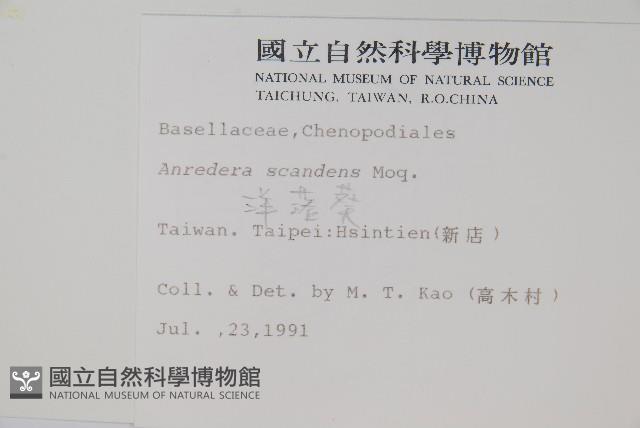 國立自然科學博物館
NATIONAL MUSEUM OF NATURAL SCIENCE
TAICHUNG, TAIWAN, R.O.CHINA
Basellaceae,Chenopodiales
Anredera scandens Moq.
洋落葵
Taiwan. Taipei:Hsintien(新店)
Coll. & Det. by M. T. Kao (高木村)
Jul. ,23,1991
國立自然科學博物館
NATIONAL MUSEUM OF NATURAL SCIENCE